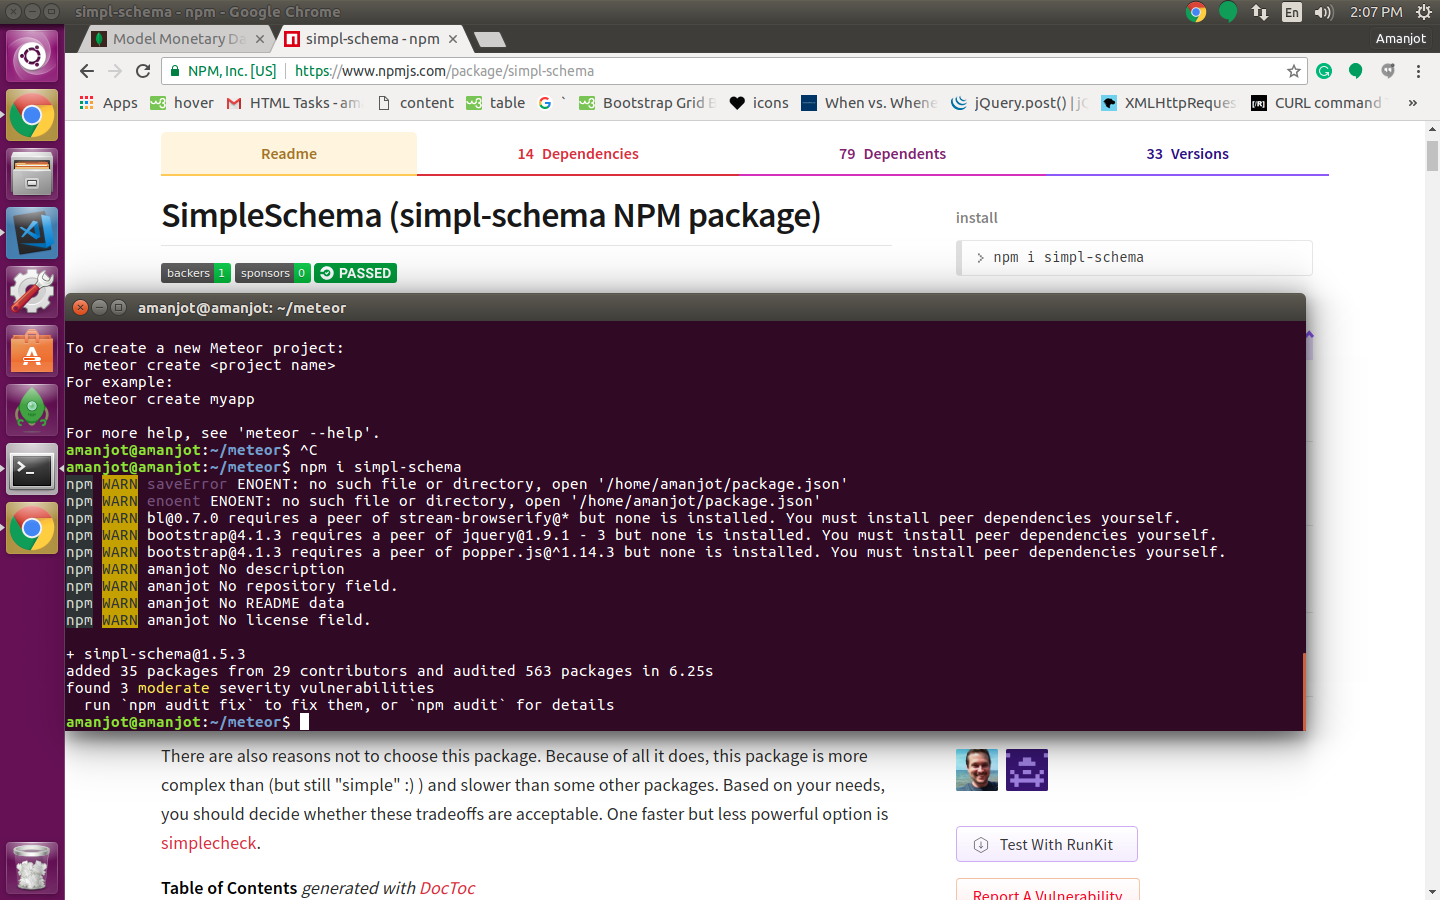 simpl-schema - npm - Google Chrome
En
2:07 PM
Model Monetary Da
simpl-schema - npm
Amanjot
NPM, Inc. [US]
https://www.npmjs.com/package/simpl-schema
Apps
hover
HTML Tasks - am
content
table
`
Bootstrap Grid B
icons
When vs. Whene
jQuery.post() | jQ
XMLHttpReques
CURL command
»
Readme
14 Dependencies
79 Dependents
33 Versions
SimpleSchema (simpl-schema NPM package)
install
> npm i simpl-schema
backers 1
sponsors 0
PASSED
amanjot@amanjot: ~/meteor
To create a new Meteor project:
meteor create <project name>
For example:
meteor create myapp
For more help, see 'meteor --help'.
amanjot@amanjot:~/meteor$ ^C
amanjot@amanjot:~/meteor$ npm i simpl-schema
npm WARN saveError ENOENT: no such file or directory, open '/home/amanjot/package.json'
npm WARN enoent ENOENT: no such file or directory, open '/home/amanjot/package.json'
npm WARN bl@0.7.0 requires a peer of stream-browserify@* but none is installed. You must install peer dependencies yourself.
npm WARN bootstrap@4.1.3 requires a peer of jquery@1.9.1 - 3 but none is installed. You must install peer dependencies yourself.
npm WARN bootstrap@4.1.3 requires a peer of popper.js@^1.14.3 but none is installed. You must install peer dependencies yourself.
npm WARN amanjot No description
npm WARN amanjot No repository field.
npm WARN amanjot No README data
npm WARN amanjot No license field.
+ simpl-schema@1.5.3
added 35 packages from 29 contributors and audited 563 packages in 6.25s
found 3 moderate severity vulnerabilities
run `npm audit fix` to fix them, or `npm audit` for details
amanjot@amanjot:~/meteor$
There are also reasons not to choose this package. Because of all it does, this package is more
complex than (but still "simple" :) ) and slower than some other packages. Based on your needs,
you should decide whether these tradeoffs are acceptable. One faster but less powerful option is
simplecheck.
Table of Contents generated with DocToc
Test With RunKit
Report A Vulnerability